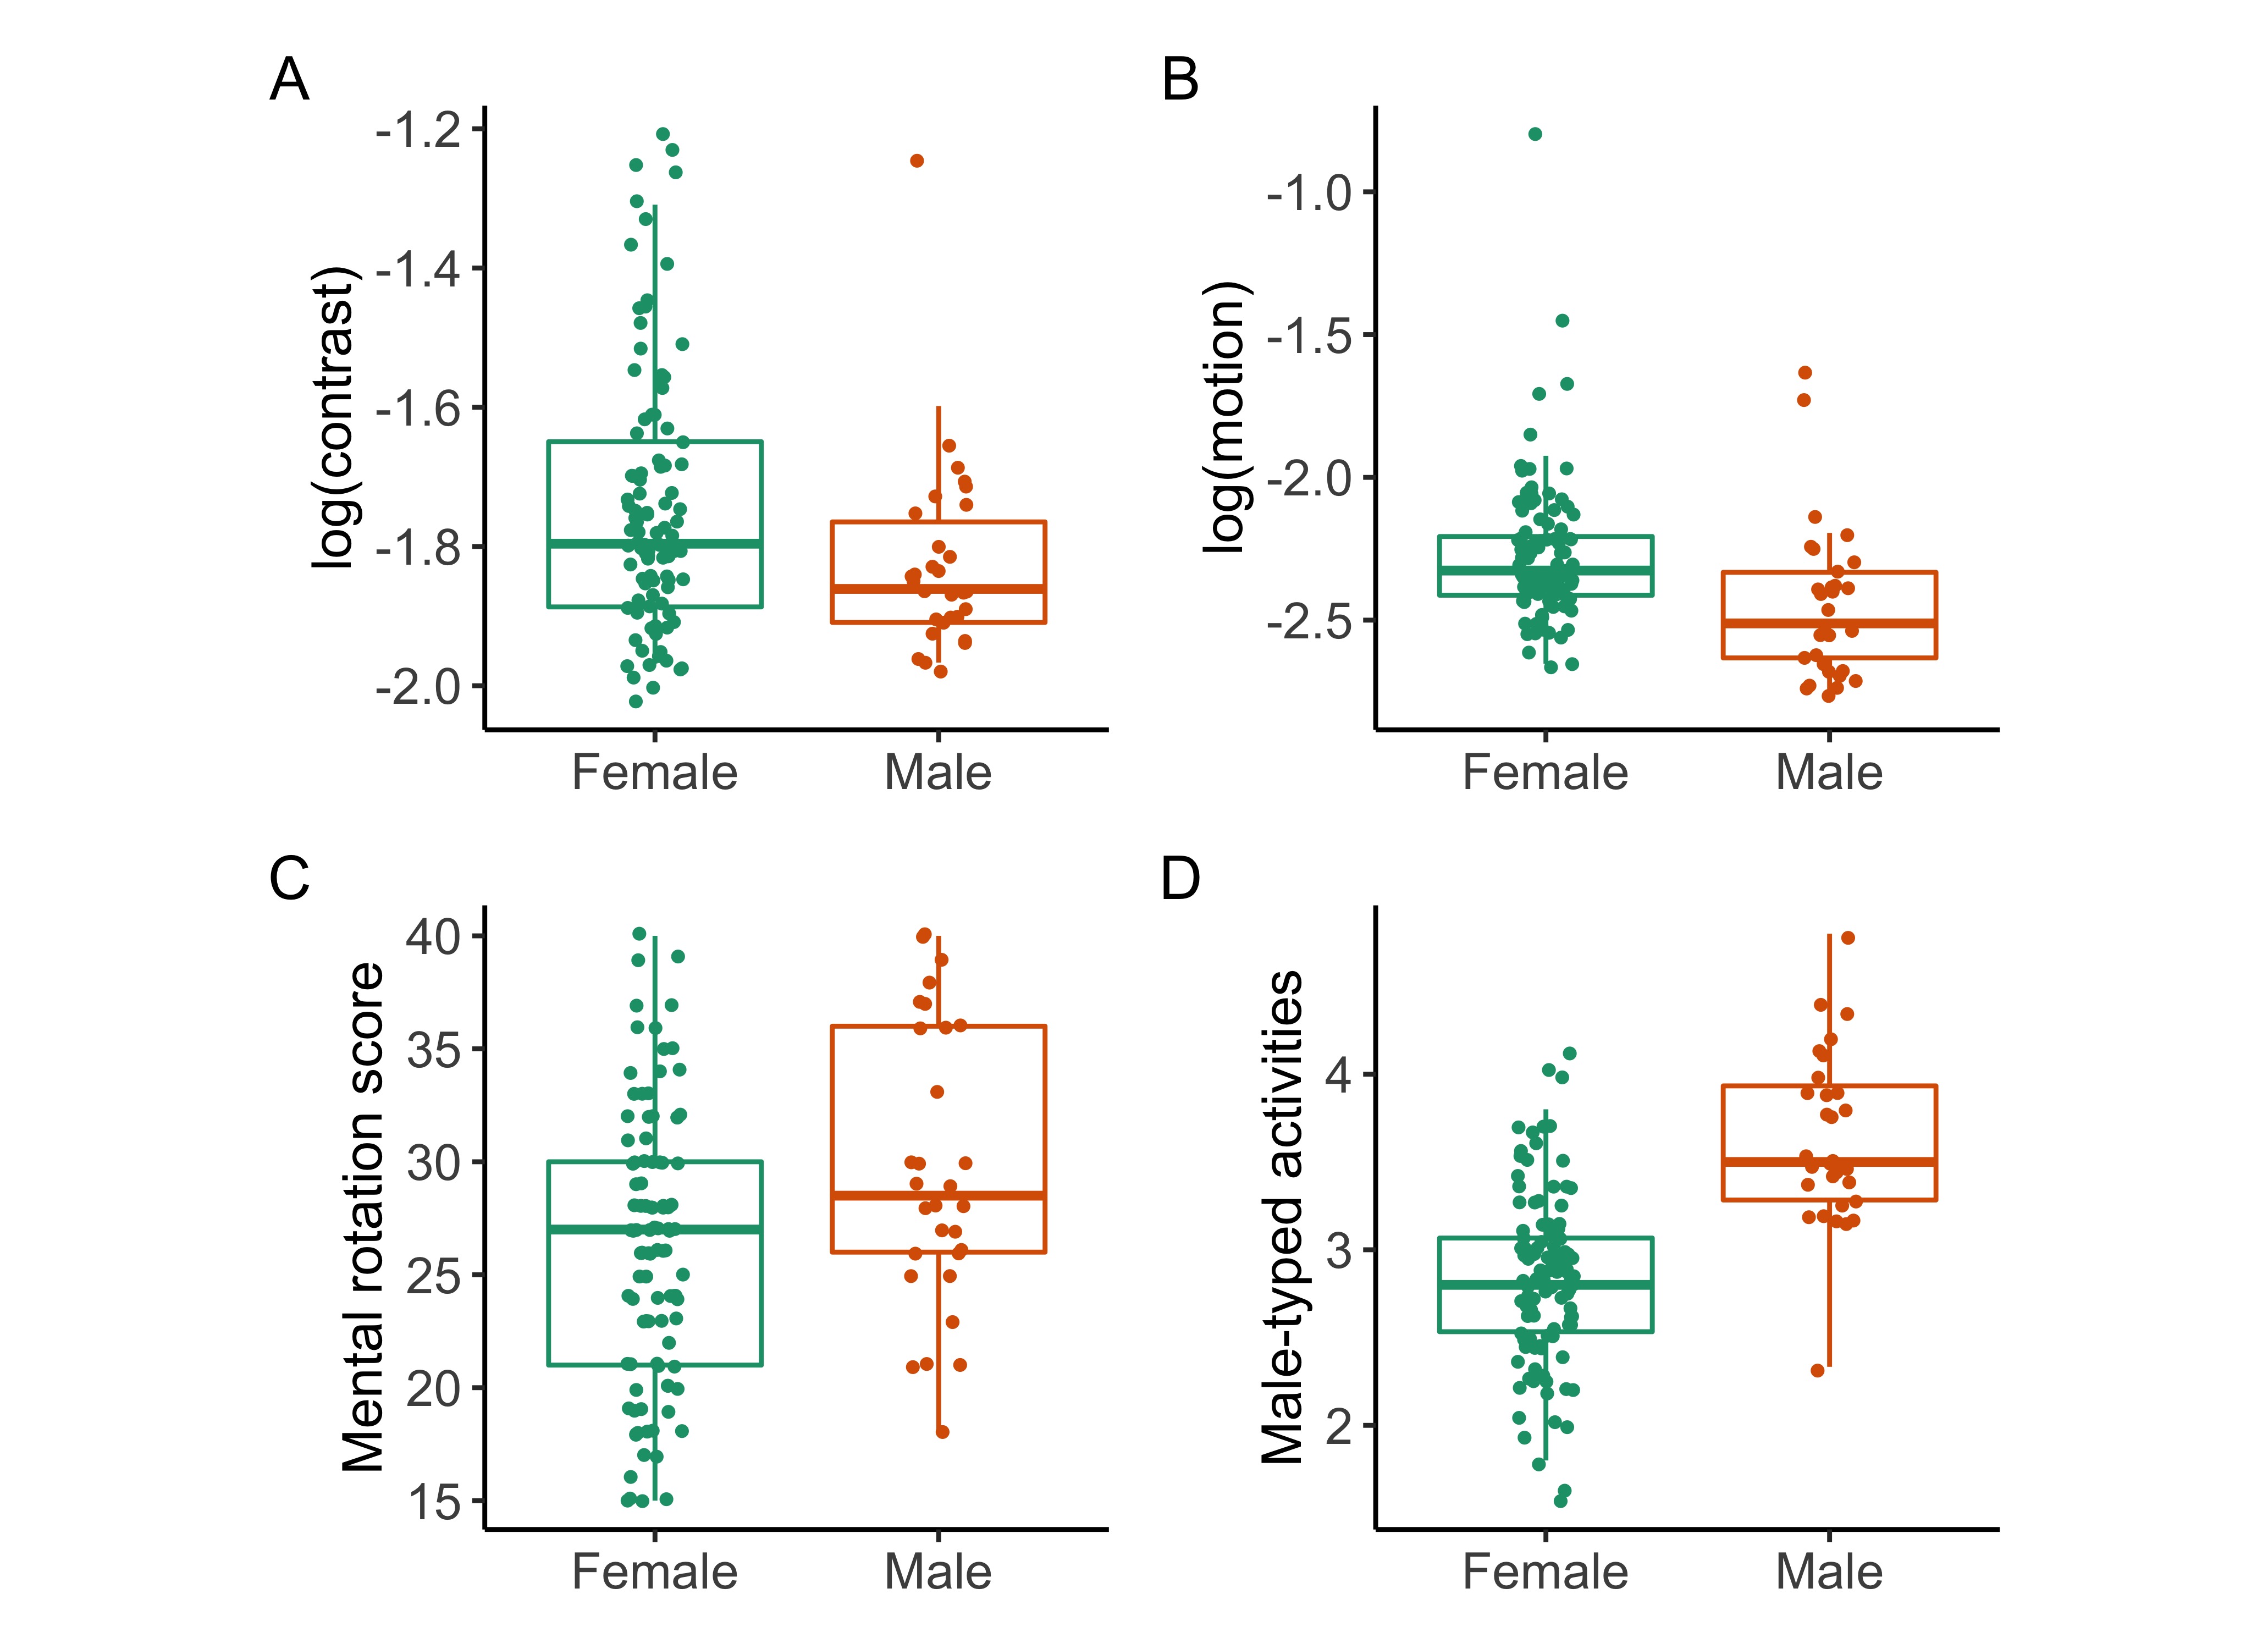 A
log(contrast)
-1.2
-1.4
-1.6
-1.8
-2.0
Female
Male
B
log(motion)
-1.0
-1.5
-2.0
-2.5
Female
Male
C
Mental rotation score
40
35
30
25
20
15
Female
Male
D
Male-typed activities
4
3
2
Female
Male